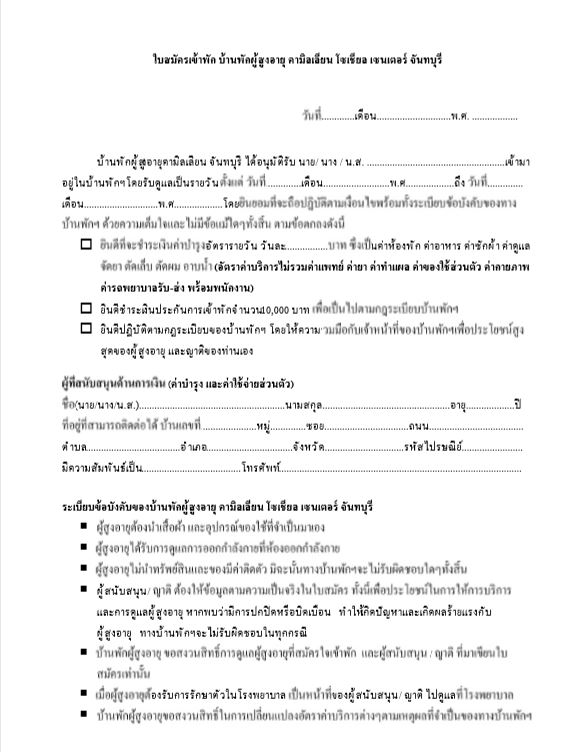 ใบสมัครเข้าพัก บ้านพักผู้สูงอายุ คามิลเลียน โซเชียล เซนเตอร์ จันทบุรี
วันที่.............เดือน............................พ.ศ. .................
บ้านพักผู้สูงอายุคามิลเลียน จันทบุรี ได้อนุมัติรับ นาย/ นาง / น.ส. ....................................................เข้ามา
อยู่ในบ้านพักฯโดยรับดูแลเป็นรายวัน ตั้งแต่ วันที่ .............เดือน.........................พ.ศ...................ถึง วันที่..............
เดือน............................พ.ศ...................โดยยินยอมที่จะถือปฏิบัติตามเงื่อนไขพร้อมทั้งระเบียบข้อบังคับของทาง
บ้านพักฯ ด้วยความเต็มใจและไม่มีข้อแม้ใดๆทั้งสิ้น ตามข้อตกลงดังนี้
ยินดีที่จะชำระเงินค่าบำรุงอัตรารายวัน วันละ................บาท ซึ่งเป็นค่าห้องพัก ค่าอาหาร ค่าซักผ้า ค่าดูแล
จัดยา ตัดเล็บ ตัดผม อาบน้ำ (อัตราค่าบริการไม่รวมค่าแพทย์ ค่ายา ค่าทำแผล ค่าของใช้ส่วนตัว ค่ากายภาพ
ค่ารถพยาบาลรับ-ส่ง พร้อมพนักงาน)
ยินดีชำระเงินประกันการเข้าพักจำนวน10,000 บาท เพื่อเป็นไปตามกฎระเบียบบ้านพักฯ
ยินดีปฏิบัติตามกฎระเบียบของบ้านพักฯ โดยให้ความร่วมมือกับเจ้าหน้าที่ของบ้านพักฯเพื่อประโยชน์สูง
สุดของผู้สูงอายุ และญาติของท่านเอง
ผู้ที่สนับสนุนด้านการเงิน (ค่าบำรุง และค่าใช้จ่ายส่วนตัว)
ชื่อ(นาย/นาง/น.ส.).......................................................นามสกุล................................................อายุ..................ปี
ที่อยู่ที่สามารถติดต่อได้ บ้านเลขที่ .....................หมู่.............ซอย................................ถนน...................................
ตำบล...................................อำเภอ................................จังหวัด..............................รหัสไปรษณีย์.......................
มีความสัมพันธ์เป็น.....................................โทรศัพท์...........................................................................................
ระเบียบข้อบังคับของบ้านพักผู้สูงอายุ คามิลเลียน โซเชียล เซนเตอร์ จันทบุรี
ผู้สูงอายุต้องนำเสื้อผ้า และอุปกรณ์ของใช้ที่จำเป็นมาเอง
ผู้สูงอายุได้รับการดูแลการออกกำลังกายที่ห้องออกกำลังกาย
ผู้สูงอายุไม่นำทรัพย์สินและของมีค่าติดตัว มิฉะนั้นทางบ้านพักฯจะไม่รับผิดชอบใดๆทั้งสิ้น
ผู้สนับสนุน/ ญาติ ต้องให้ข้อมูลตามความเป็นจริงในใบสมัคร ทั้งนี้เพื่อประโยชน์ในการให้การบริการ
และการดูแลผู้สูงอายุ หากพบว่ามีการปกปิดหรือบิดเบือน ทำให้เกิดปัญหาและเกิดผลร้ายแรงกับ
ผู้สูงอายุ ทางบ้านพักฯจะไม่รับผิดชอบในทุกกรณี
บ้านพักผู้สูงอายุ ขอสงวนสิทธิ์การดูแลผู้สูงอายุที่สมัครใจเข้าพัก และผู้สนับสนุน / ญาติ ที่มาเขียนใบ
สมัครเท่านั้น
เมื่อผู้สูงอายุต้องรับการรักษาตัวในโรงพยาบาล เป็นหน้าที่ของผู้สนับสนุน/ ญาติ ไปดูแลที่โรงพยาบาล
บ้านพักผู้สูงอายุขอสงวนสิทธิ์ในการเปลี่ยนแปลงอัตราค่าบริการต่างๆตามเหตุผลที่จำเป็นของทางบ้านพักฯ